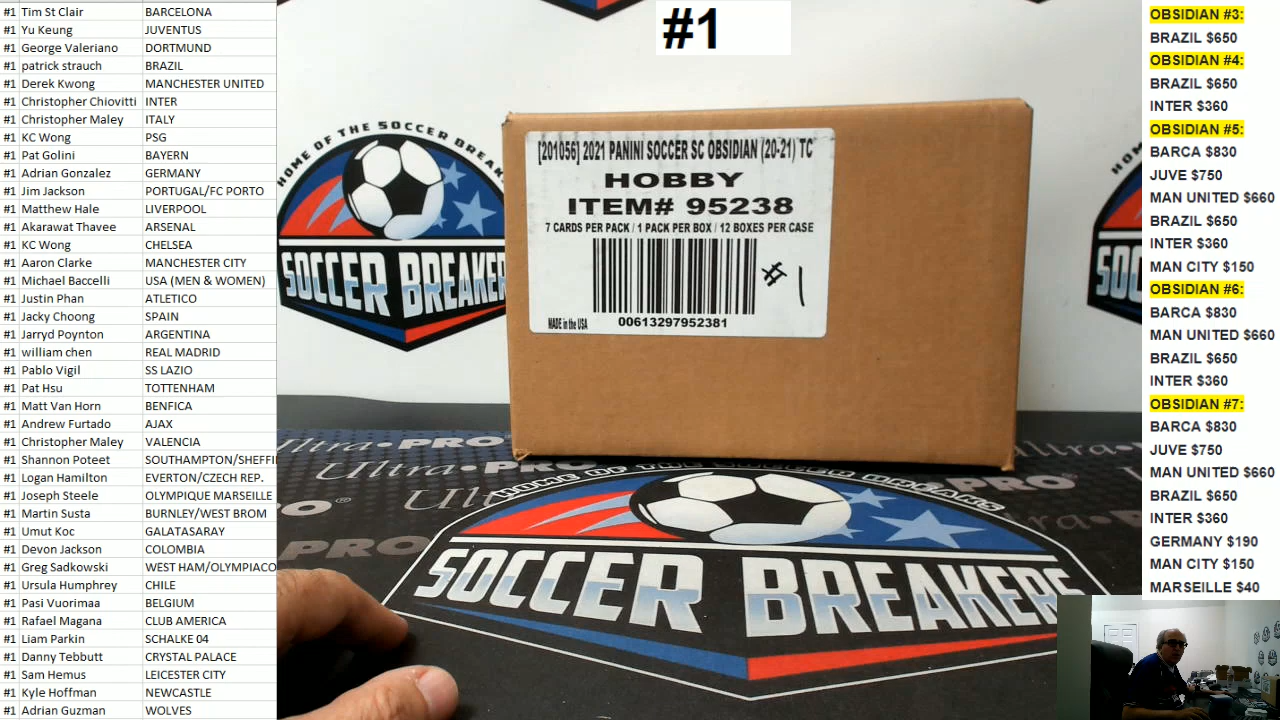 #1 Tim St Clair BARCELONA
#1 Yu Keung JUVENTUS
#1 George Valeriano DORTMUND
#1 patrick strauch BRAZIL
#1 Derek Kwong MANCHESTER UNITED
#1 Christopher Chiovitti INTER
#1 Christopher Maley ITALY
#1 KC Wong PSG
#1 Pat Golini BAYERN
#1 Adrian Gonzalez GERMANY
#1 Jim Jackson PORTUGAL/FC PORTO
#1 Matthew Hale LIVERPOOL
#1 Akarawat Thavee ARSENAL
#1 KC Wong CHELSEA
#1 Aaron Clarke MANCHESTER CITY
#1 Michael Baccelli USA (MEN & WOMEN)
#1 Justin Phan ATLETICO
#1 Jacky Choong SPAIN
#1 Jarryd Poynton ARGENTINA
#1 william chen REAL MADRID
#1 Pablo Vigil SS LAZIO
#1 Pat Hsu TOTTENHAM
#1 Matt Van Horn BENFICA
#1 Andrew Furtado AJAX
#1 Christopher Maley VALENCIA
#1 Shannon Poteet SOUTHAMPTON/SHEFFI
#1 Logan Hamilton EVERTON/CZECH REP.
#1 Joseph Steele OLYMPIQUE MARSEILLE
#1 Martin Susta BURNLEY/WEST BROM
#1 Umut Koc GALATASARAY
#1 Devon Jackson COLOMBIA
#1 Greg Sadkowski WEST HAM/OLYMPIACO
#1 Ursula Humphrey CHILE
#1 Pasi Vuorimaa BELGIUM
#1 Rafael Magana CLUB AMERICA
#1 Liam Parkin SCHALKE 04
#1 Danny Tebbutt CRYSTAL PALACE
#1 Sam Hemus LEICESTER CITY
#1 Kyle Hoffman NEWCASTLE
#1 Adrian Guzman WOLVES
#1
HOME OF THE SOCCER BREAK
SOCCER BREAKER
[201056] 2021 PANINI SOCCER SC OBSIDIAN (20-21) TC
HOBBY
ITEM# 95238
7 CARDS PER PACK / 1 PACK PER BOX / 12 BOXES PER CASE
# 1
MADE in the USA 00613297952381
Ultra•PRO
Ultra•PRO
HOME OF THE SOCCER BREAKERS
SOCCER BREAKERS
OBSIDIAN #3:
BRAZIL $650
OBSIDIAN #4:
BRAZIL $650
INTER $360
OBSIDIAN #5:
BARCA $830
JUVE $750
MAN UNITED $660
BRAZIL $650
INTER $360
MAN CITY $150
OBSIDIAN #6:
BARCA $830
MAN UNITED $660
BRAZIL $650
INTER $360
OBSIDIAN #7:
BARCA $830
JUVE $750
MAN UNITED $660
BRAZIL $650
INTER $360
GERMANY $190
MAN CITY $150
MARSEILLE $40